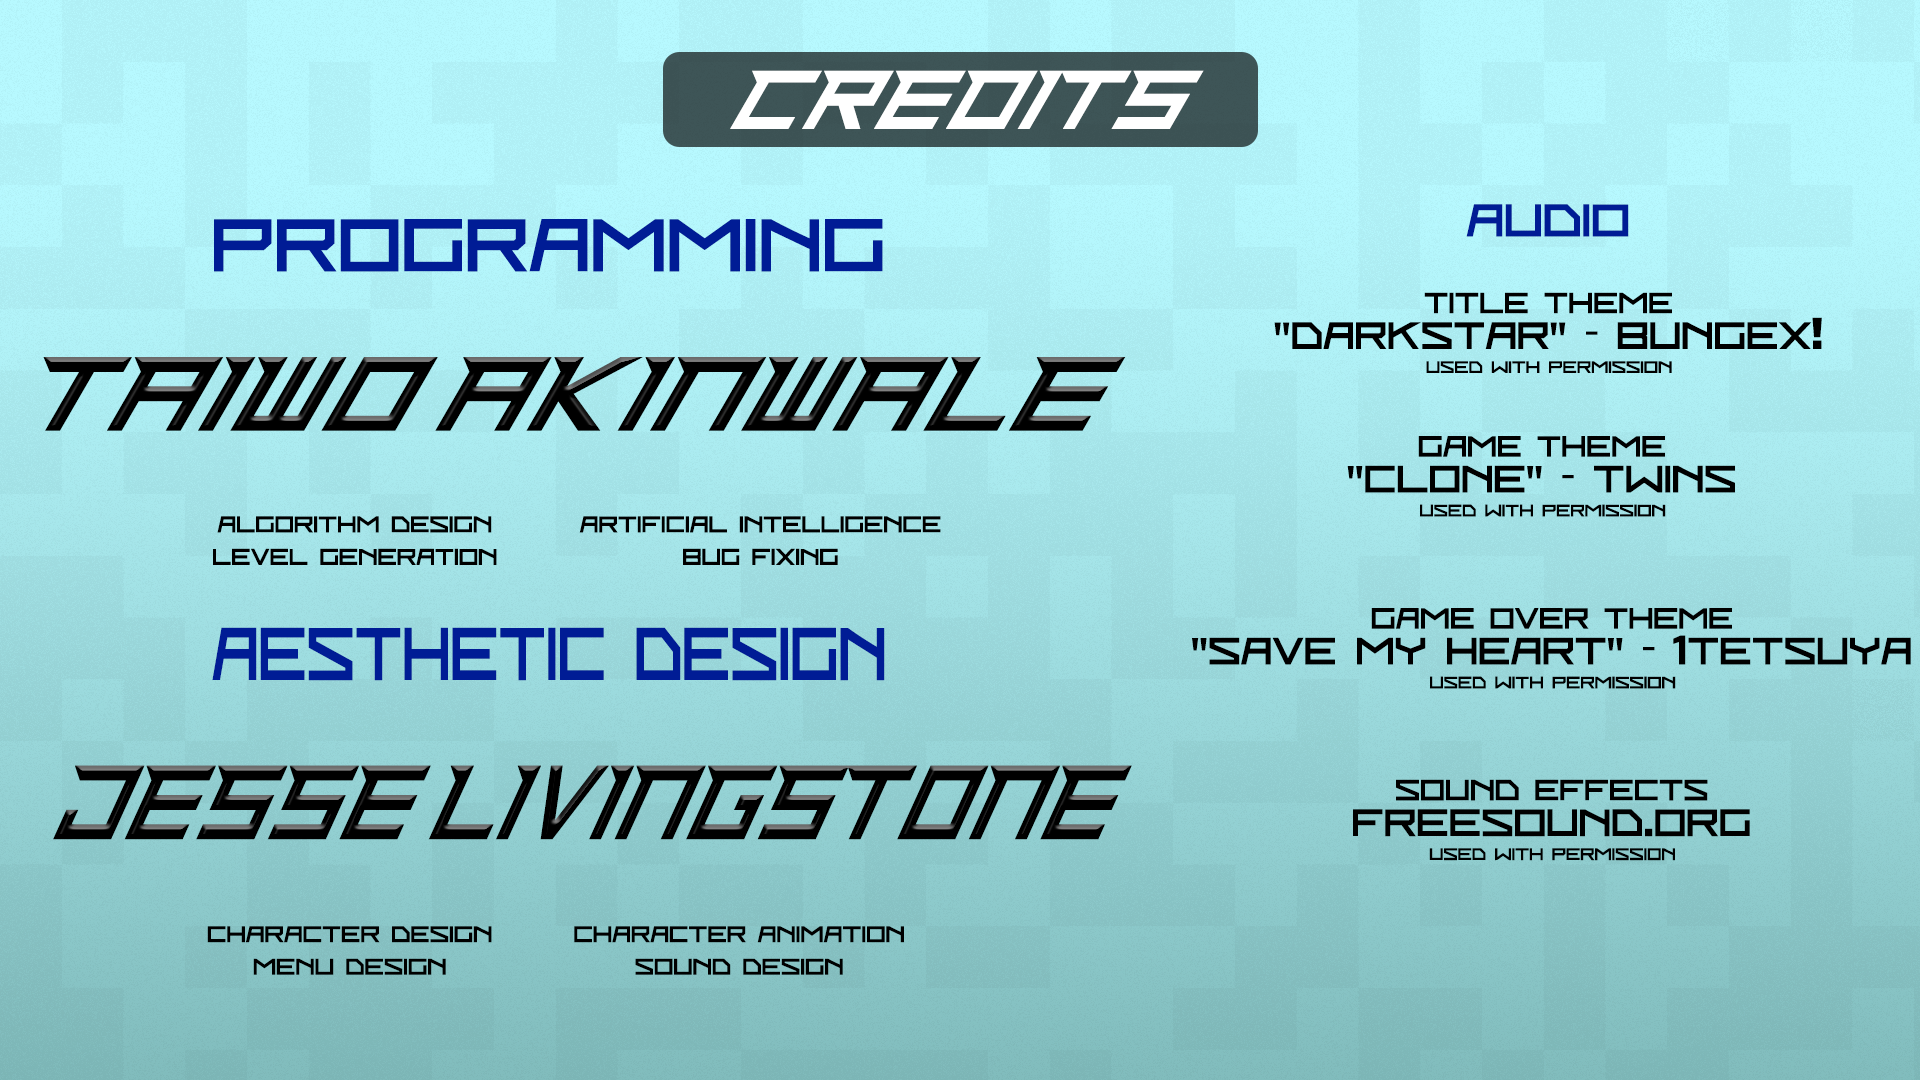 CREDITS
PROGRAMMING
TAIWO AKINWALE
ALGORITHM DESIGN
LEVEL GENERATION
ARTIFICIAL INTELLIGENCE
BUG FIXING
AESTHETIC DESIGN
JESSE LIVINGSTONE
CHARACTER DESIGN
MENU DESIGN
CHARACTER ANIMATION
SOUND DESIGN
AUDIO
TITLE THEME
"DARKSTAR" - BUNGEX!
USED WITH PERMISSION
GAME THEME
"CLONE" - TWINS
USED WITH PERMISSION
GAME OVER THEME
"SAVE MY HEART" - 1TETSUYA
USED WITH PERMISSION
SOUND EFFECTS
FREESOUND.ORG
USED WITH PERMISSION